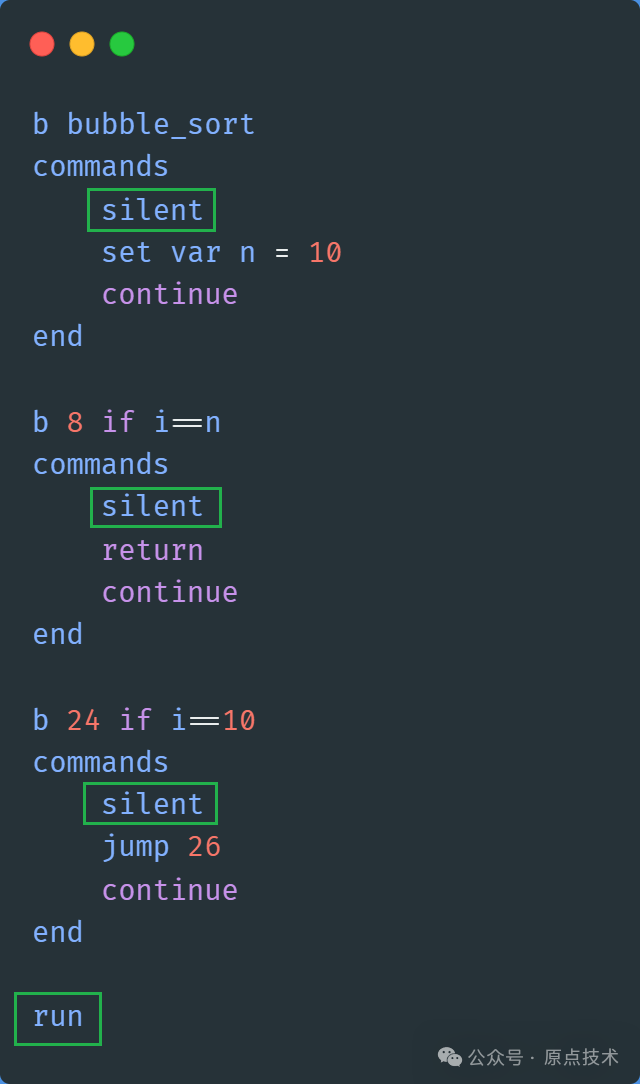 b bubble_sort
commands
    silent
    set var n = 10
    continue
end

b 8 if i==n
commands
    silent
    return
    continue
end

b 24 if i==10
commands
    silent
    jump 26
    continue
end

run
公众号 · 原点技术